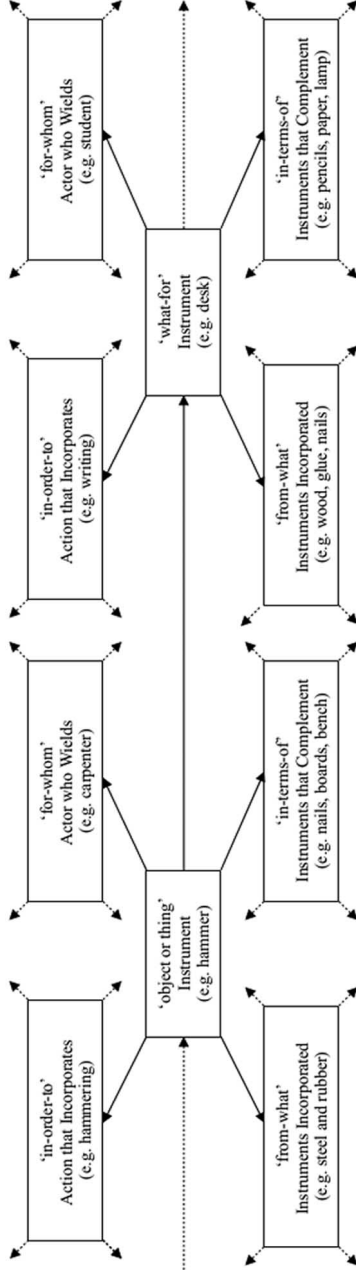 'in-order-to'
Action that Incorporates
(e.g. hammering)
'for-whom'
Actor who Wields
(e.g. carpenter)
'in-order-to'
Action that Incorporates
(e.g. writing)
'for-whom'
Actor who Wields
(e.g. student)
'object or thing'
Instrument
(e.g. hammer)
'what-for'
Instrument
(e.g. desk)
'from-what'
Instruments Incorporated
(e.g. steel and rubber)
'in-terms-of'
Instruments that Complement
(e.g. nails, boards, bench)
'from-what'
Instruments Incorporated
(e.g. wood, glue, nails)
'in-terms-of'
Instruments that Complement
(e.g. pencils, paper, lamp)